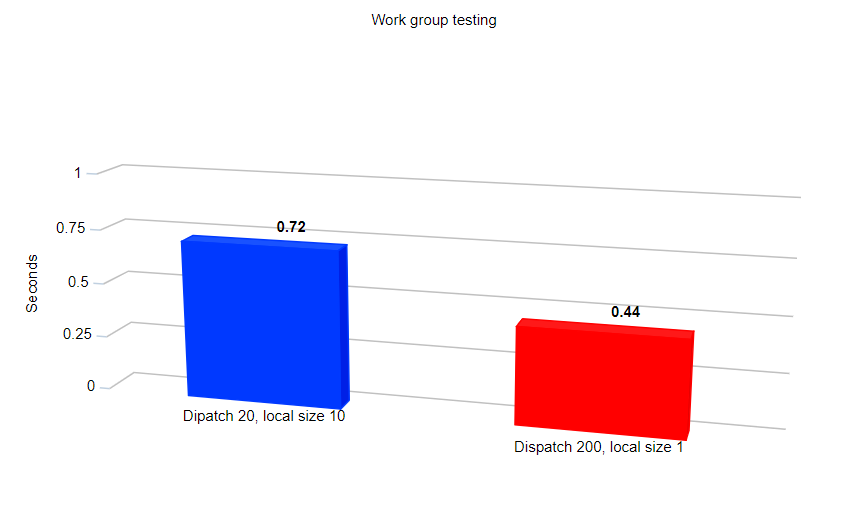 Work group testing
1
0.75
0.5
0.25
0
Seconds
0.72
0.44
Dipatch 20, local size 10
Dispatch 200, local size 1